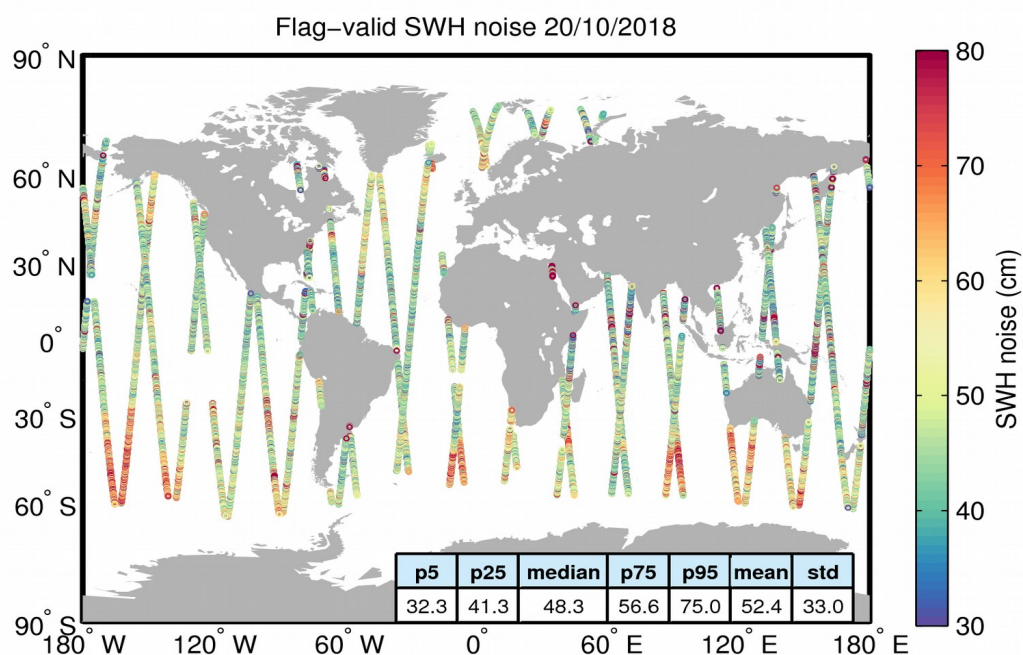 Flag−valid SWH noise 20/10/2018
90° N
60° N
30° N
0°
30° S
60° S
90° S
180° W
120° W
60° W
0°
60° E
120° E
180° E
p5 p25 median p75 p95 mean std
32.3 41.3 48.3 56.6 75.0 52.4 33.0
80
70
60
50
40
30
SWH noise (cm)